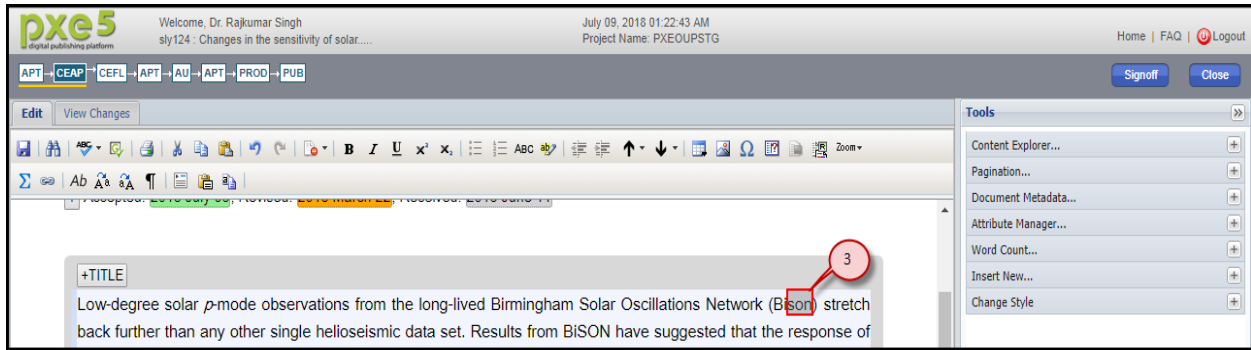 pxe5
digital publishing platform
Welcome, Dr. Rajkumar Singh
sly124 : Changes in the sensitivity of solar.....
July 09, 2018 01:22:43 AM
Project Name: PXEOUPSTG
Home | FAQ | Logout
APT → CEAP → CEFL → APT → AU → APT → PROD → PUB
Signoff Close
Edit View Changes
Tools
B I U x² x₂ ABC Zoom
Σ Ab
Content Explorer...
Pagination...
Document Metadata...
Attribute Manager...
Word Count...
Insert New...
Change Style
+TITLE
3
Low-degree solar p-mode observations from the long-lived Birmingham Solar Oscillations Network (Bison) stretch
back further than any other single helioseismic data set. Results from BiSON have suggested that the response of